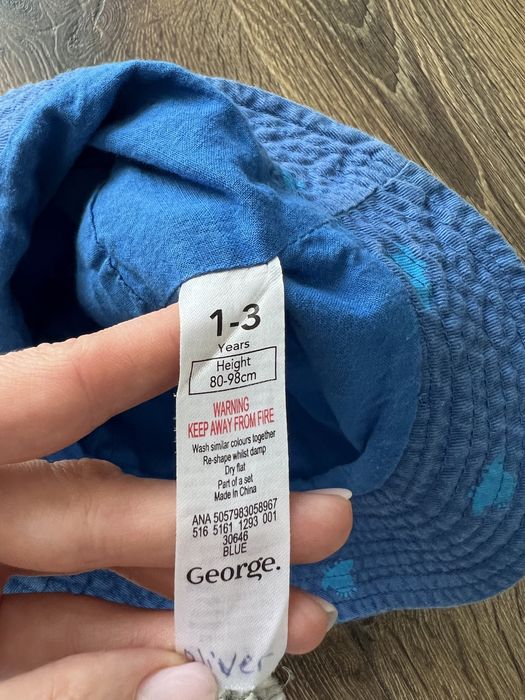 1-3
Years
Height
80-98cm
WARNING
KEEP AWAY FROM FIRE
Wash similar colours together
Re-shape whilst damp
Dry flat
Part of a set
Made In China
ANA 5057983058967
516 5161 1293 001
30646
BLUE
George.
oliver